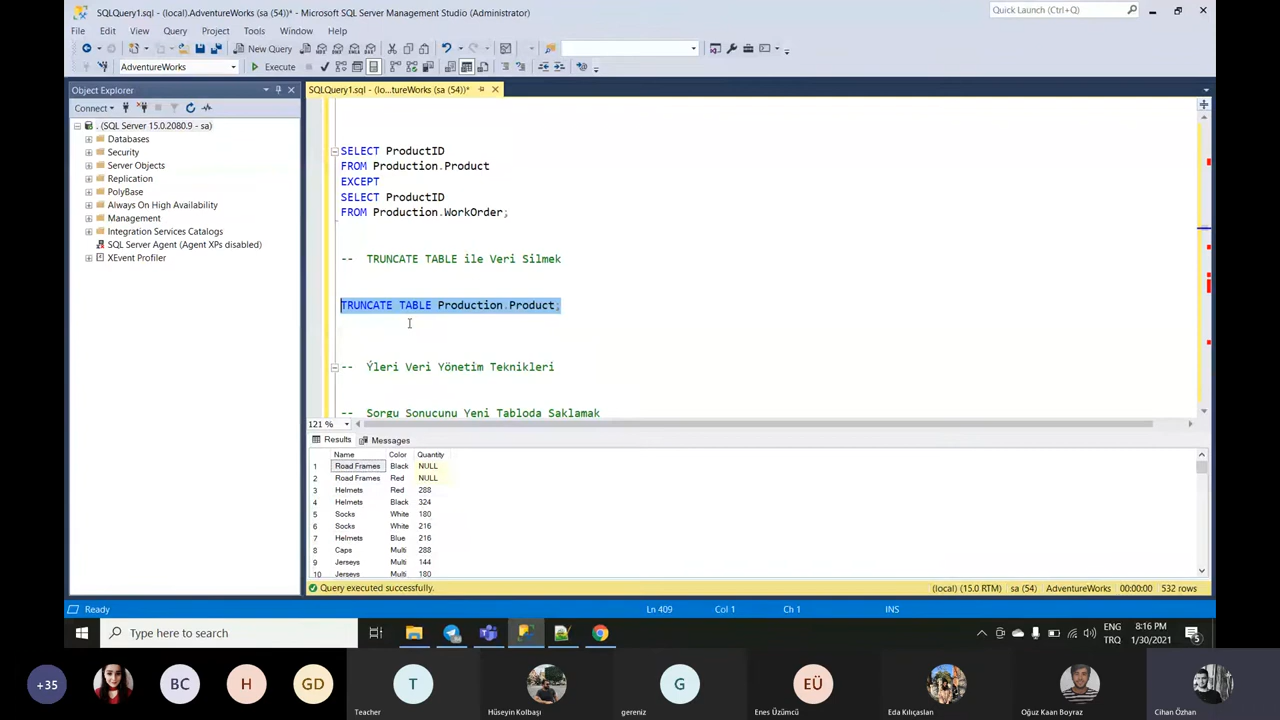 SQLQuery1.sql - (local).AdventureWorks (sa (54))* - Microsoft SQL Server Management Studio (Administrator)
Quick Launch (Ctrl+Q)
File Edit View Query Project Tools Window Help
New Query
AdventureWorks
Execute
Object Explorer
Connect
. (SQL Server 15.0.2080.9 - sa)
Databases
Security
Server Objects
Replication
PolyBase
Always On High Availability
Management
Integration Services Catalogs
SQL Server Agent (Agent XPs disabled)
XEvent Profiler
SQLQuery1.sql - (lo...tureWorks (sa (54))*
SELECT ProductID
FROM Production.Product
EXCEPT
SELECT ProductID
FROM Production.WorkOrder;
-- TRUNCATE TABLE ile Veri Silmek
TRUNCATE TABLE Production.Product;
-- Ýleri Veri Yönetim Teknikleri
-- Sorgu Sonucunu Yeni Tabloda Saklamak
121 %
Results Messages
Name Color Quantity
1 Road Frames Black NULL
2 Road Frames Red NULL
3 Helmets Red 288
4 Helmets Black 324
5 Socks White 180
6 Socks White 216
7 Helmets Blue 216
8 Caps Multi 288
9 Jerseys Multi 144
10 Jerseys Multi 180
Query executed successfully.
(local) (15.0 RTM) sa (54) AdventureWorks 00:00:00 532 rows
Ready
Ln 409 Col 1 Ch 1 INS
Type here to search
ENG
TRQ
8:16 PM
1/30/2021
5
+35
BC
H
GD
T
Teacher
Hüseyin Kolbaşı
G
gereniz
EÜ
Enes Üzümcü
Eda Kılıçaslan
Oğuz Kaan Boyraz
Cihan Özhan